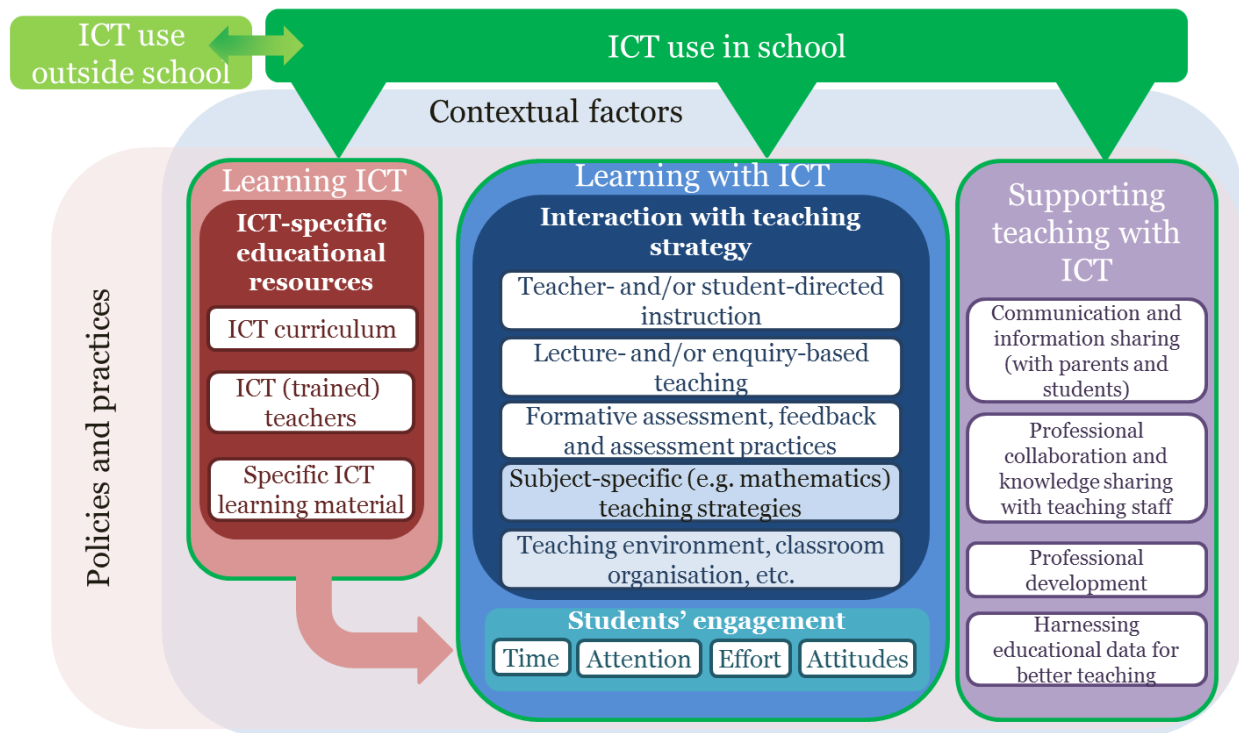 ICT use
outside school
ICT use in school
Contextual factors
Policies and practices
Learning ICT
ICT-specific
educational
resources
ICT curriculum
ICT (trained)
teachers
Specific ICT
learning material
Learning with ICT
Interaction with teaching
strategy
Teacher- and/or student-directed
instruction
Lecture- and/or enquiry-based
teaching
Formative assessment, feedback
and assessment practices
Subject-specific (e.g. mathematics)
teaching strategies
Teaching environment, classroom
organisation, etc.
Students’ engagement
Time
Attention
Effort
Attitudes
Supporting
teaching with
ICT
Communication and
information sharing
(with parents and
students)
Professional
collaboration and
knowledge sharing
with teaching staff
Professional
development
Harnessing
educational data for
better teaching